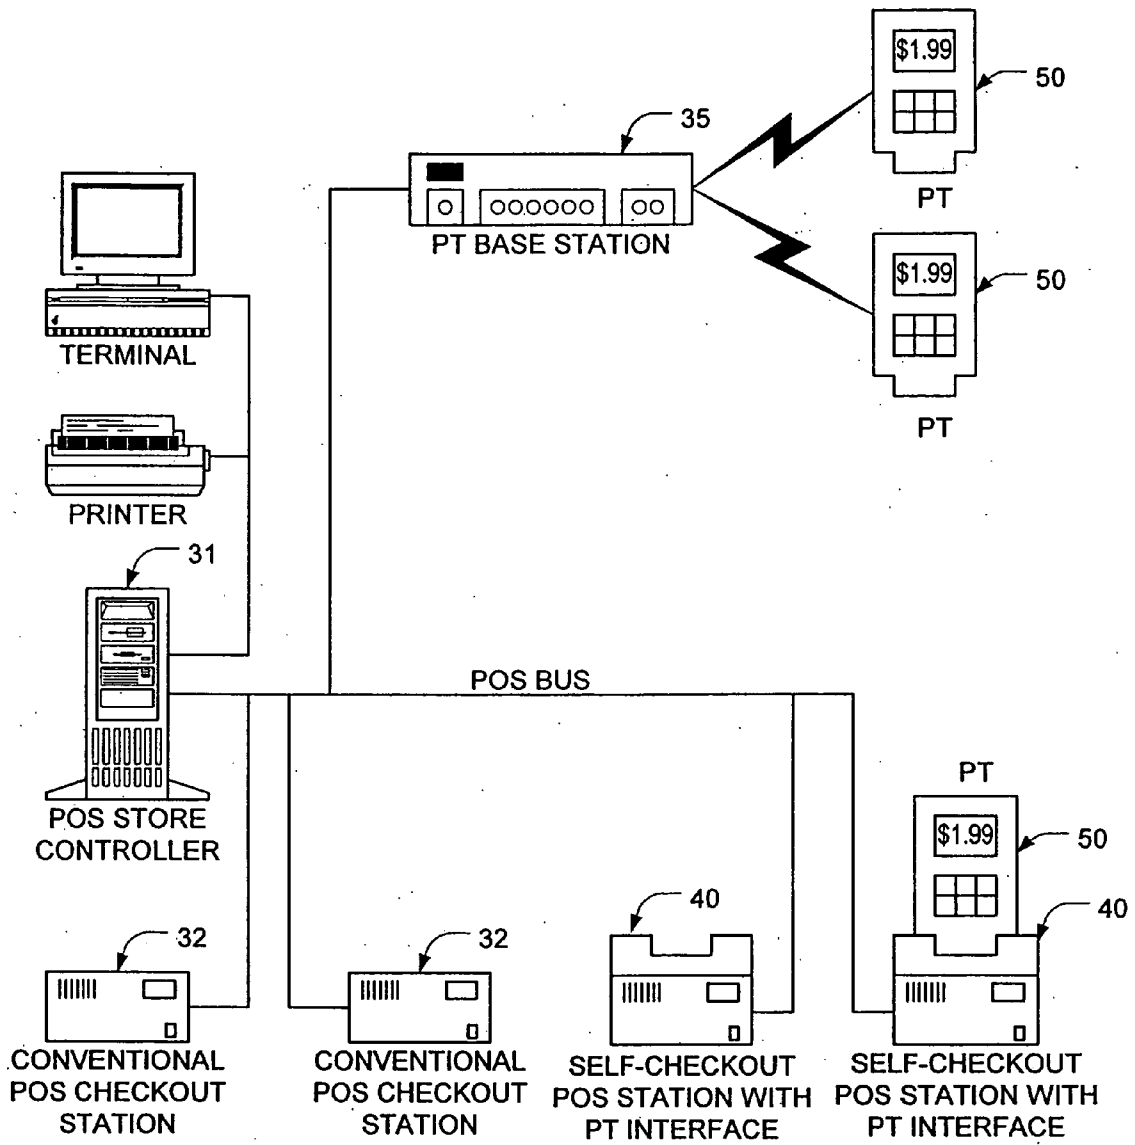 $1.99
50
PT
35
PT BASE STATION
$1.99
50
PT
TERMINAL
PRINTER
31
POS STORE
CONTROLLER
POS BUS
PT
$1.99
50
32
CONVENTIONAL
POS CHECKOUT
STATION
32
CONVENTIONAL
POS CHECKOUT
STATION
40
SELF-CHECKOUT
POS STATION WITH
PT INTERFACE
40
SELF-CHECKOUT
POS STATION WITH
PT INTERFACE